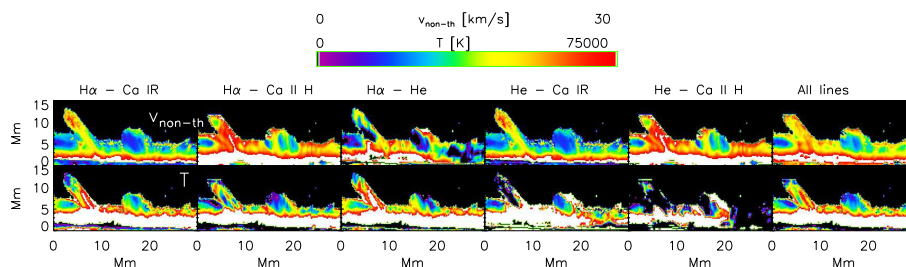 0 v_non-th [km/s] 30
0 T [K] 75000
Hα – Ca IR Hα – Ca II H Hα – He He – Ca IR He – Ca II H All lines
15
10
Mm
5
0
V_non-th
15
10
Mm
5
0
T
0 10 20 0 10 20 0 10 20 0 10 20 0 10 20 0 10 20
Mm Mm Mm Mm Mm Mm